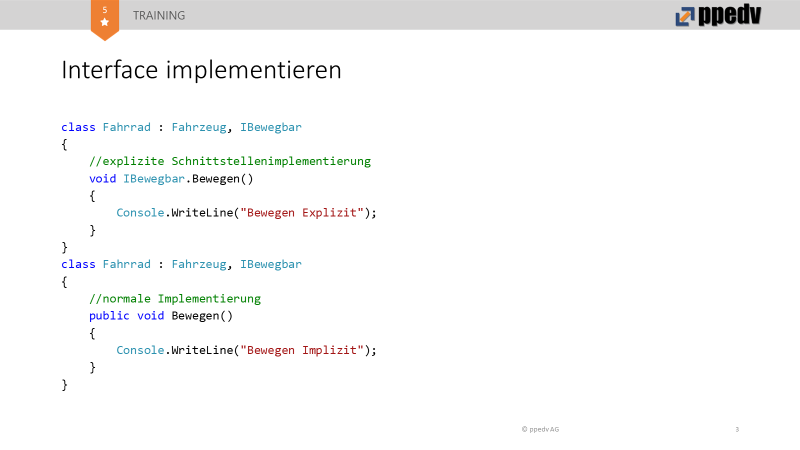 5
TRAINING
ppedv
Interface implementieren
class Fahrrad : Fahrzeug, IBewegbar
{
    //explizite Schnittstellenimplementierung
    void IBewegbar.Bewegen()
    {
        Console.WriteLine("Bewegen Explizit");
    }
}
class Fahrrad : Fahrzeug, IBewegbar
{
    //normale Implementierung
    public void Bewegen()
    {
        Console.WriteLine("Bewegen Implizit");
    }
}
© ppedv AG
3